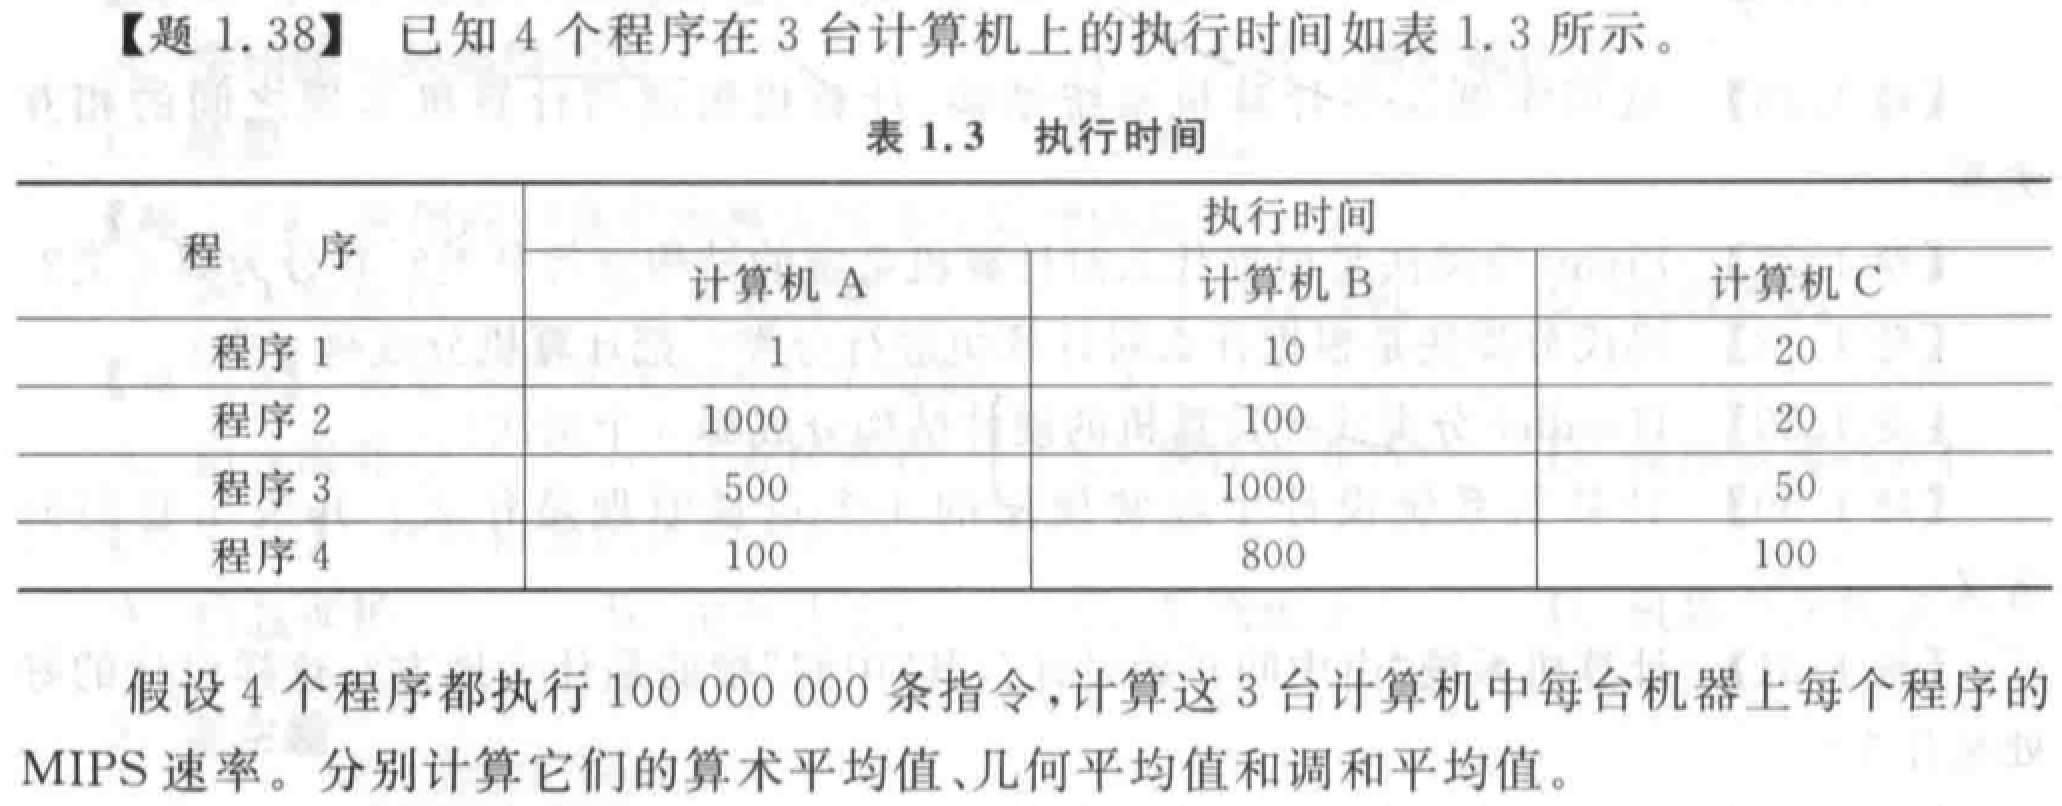 【题 1.38】 已知 4 个程序在 3 台计算机上的执行时间如表 1.3 所示。
表 1.3 执行时间
程 序 执行时间
计算机 A 计算机 B 计算机 C
程序 1 1 10 20
程序 2 1000 100 20
程序 3 500 1000 50
程序 4 100 800 100
假设 4 个程序都执行 100 000 000 条指令,计算这 3 台计算机中每台机器上每个程序的
MIPS 速率。分别计算它们的算术平均值、几何平均值和调和平均值。